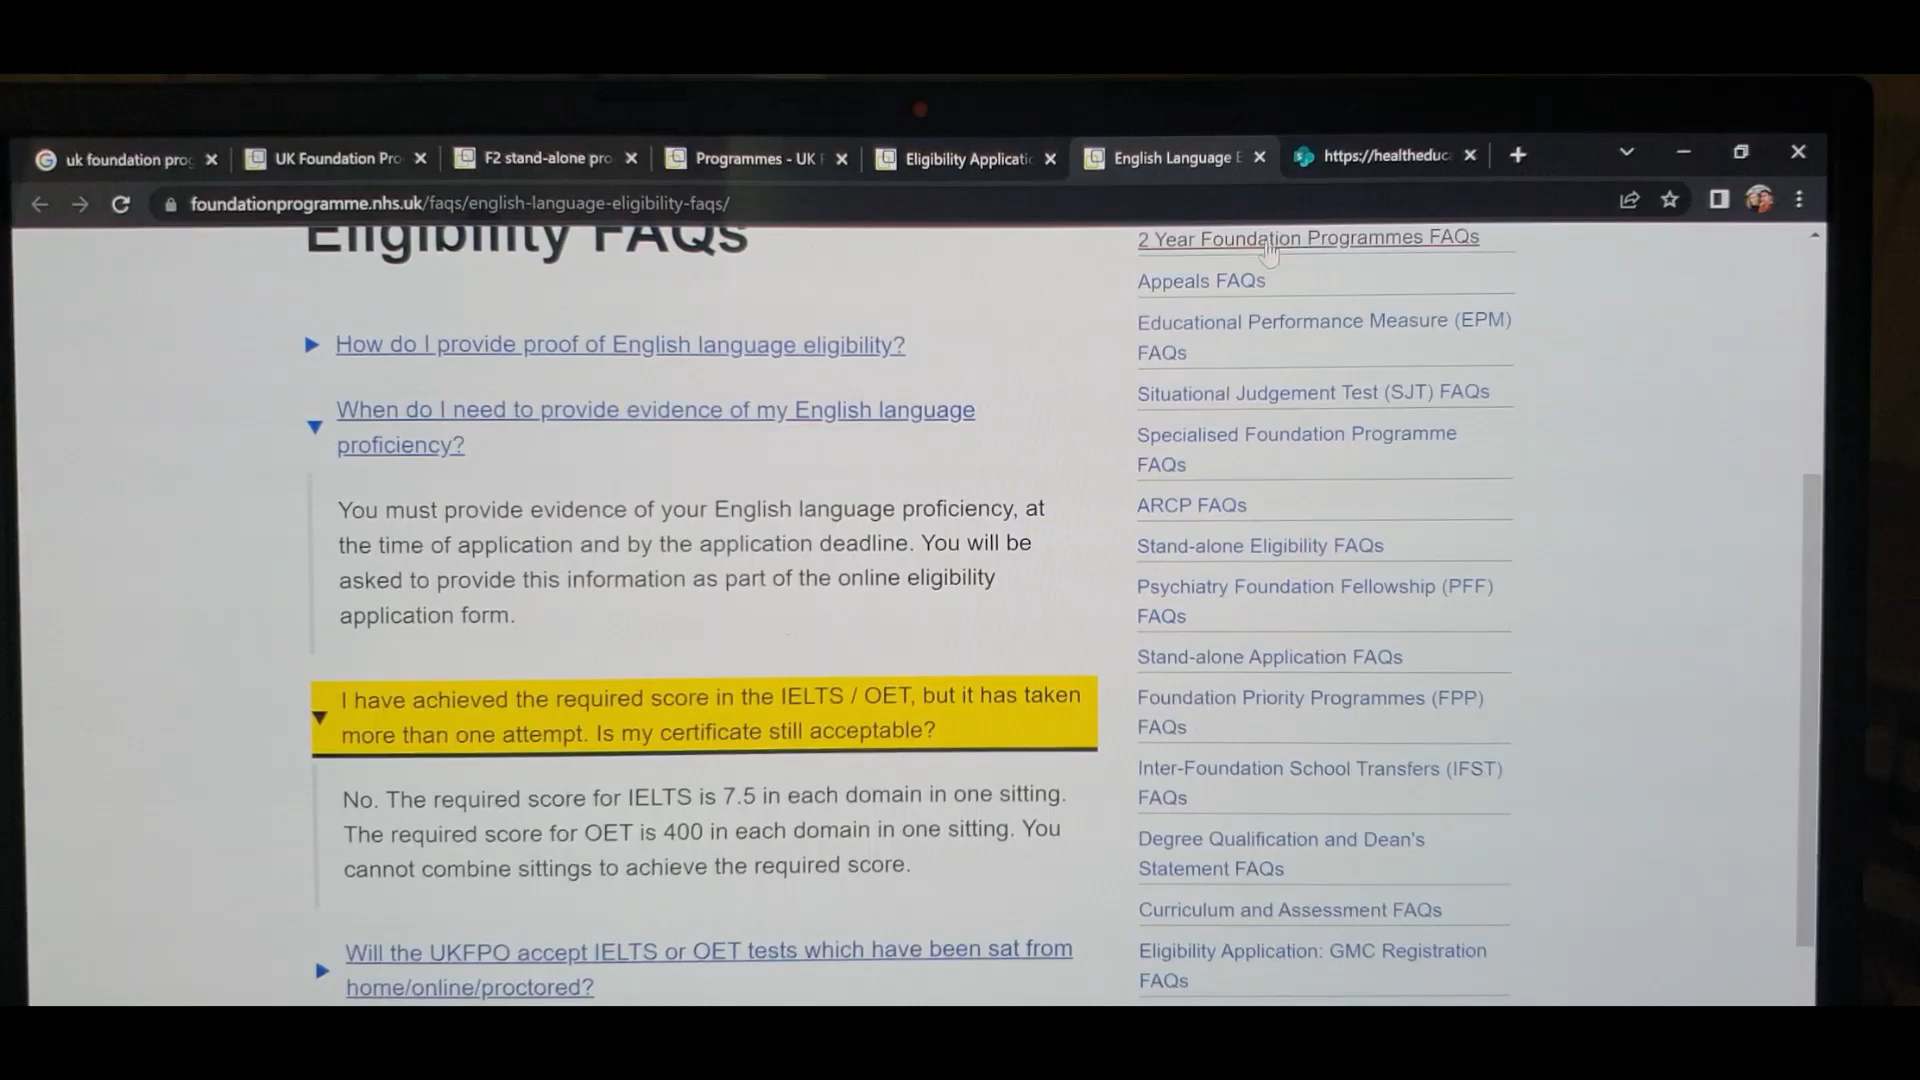 uk foundation pro
UK Foundation Pro
F2 stand-alone pro
Programmes - UK F
Eligibility Applicati
English Language E
https://healtheduc
foundationprogramme.nhs.uk/faqs/english-language-eligibility-faqs/
Eligibility FAQs
How do I provide proof of English language eligibility?
When do I need to provide evidence of my English language
proficiency?
You must provide evidence of your English language proficiency, at
the time of application and by the application deadline. You will be
asked to provide this information as part of the online eligibility
application form.
I have achieved the required score in the IELTS / OET, but it has taken
more than one attempt. Is my certificate still acceptable?
No. The required score for IELTS is 7.5 in each domain in one sitting.
The required score for OET is 400 in each domain in one sitting. You
cannot combine sittings to achieve the required score.
Will the UKFPO accept IELTS or OET tests which have been sat from
home/online/proctored?
2 Year Foundation Programmes FAQs
Appeals FAQs
Educational Performance Measure (EPM)
FAQs
Situational Judgement Test (SJT) FAQs
Specialised Foundation Programme
FAQs
ARCP FAQs
Stand-alone Eligibility FAQs
Psychiatry Foundation Fellowship (PFF)
FAQs
Stand-alone Application FAQs
Foundation Priority Programmes (FPP)
FAQs
Inter-Foundation School Transfers (IFST)
FAQs
Degree Qualification and Dean's
Statement FAQs
Curriculum and Assessment FAQs
Eligibility Application: GMC Registration
FAQs